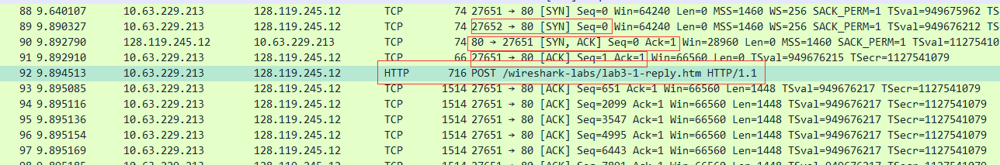 88 9.640107 10.63.229.213 128.119.245.12 TCP 74 27651 → 80 [SYN] Seq=0 Win=64240 Len=0 MSS=1460 WS=256 SACK_PERM=1 TSval=949675962 TS
89 9.890327 10.63.229.213 128.119.245.12 TCP 74 27652 → 80 [SYN] Seq=0 Win=64240 Len=0 MSS=1460 WS=256 SACK_PERM=1 TSval=949676212 TS
90 9.892790 128.119.245.12 10.63.229.213 TCP 74 80 → 27651 [SYN, ACK] Seq=0 Ack=1 Win=28960 Len=0 MSS=1460 SACK_PERM=1 TSval=11275410
91 9.892910 10.63.229.213 128.119.245.12 TCP 66 27651 → 80 [ACK] Seq=1 Ack=1 Win=66560 Len=0 TSval=949676215 TSecr=1127541079
92 9.894513 10.63.229.213 128.119.245.12 HTTP 716 POST /wireshark-labs/lab3-1-reply.htm HTTP/1.1
93 9.895085 10.63.229.213 128.119.245.12 TCP 1514 27651 → 80 [ACK] Seq=651 Ack=1 Win=66560 Len=1448 TSval=949676217 TSecr=1127541079
94 9.895116 10.63.229.213 128.119.245.12 TCP 1514 27651 → 80 [ACK] Seq=2099 Ack=1 Win=66560 Len=1448 TSval=949676217 TSecr=1127541079
95 9.895136 10.63.229.213 128.119.245.12 TCP 1514 27651 → 80 [ACK] Seq=3547 Ack=1 Win=66560 Len=1448 TSval=949676217 TSecr=1127541079
96 9.895154 10.63.229.213 128.119.245.12 TCP 1514 27651 → 80 [ACK] Seq=4995 Ack=1 Win=66560 Len=1448 TSval=949676217 TSecr=1127541079
97 9.895169 10.63.229.213 128.119.245.12 TCP 1514 27651 → 80 [ACK] Seq=6443 Ack=1 Win=66560 Len=1448 TSval=949676217 TSecr=1127541079